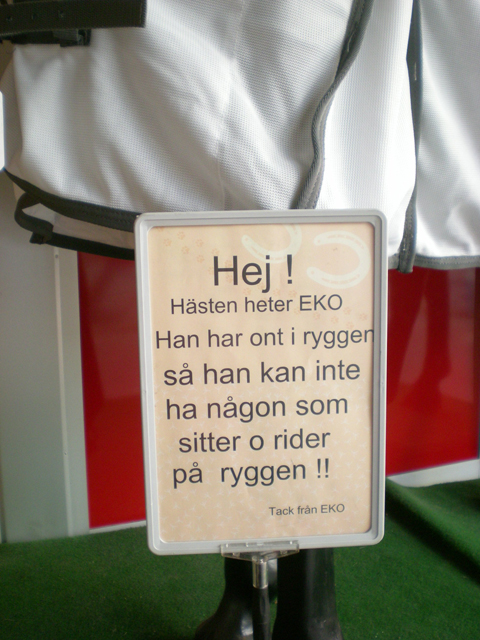 Hej !
Hästen heter EKO
Han har ont i ryggen
så han kan inte
ha någon som
sitter o rider
på ryggen !!
Tack från EKO